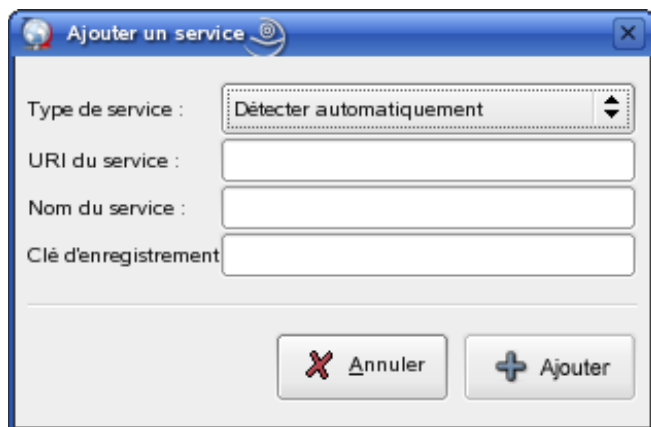 Ajouter un service
Type de service : Détecter automatiquement
URI du service :
Nom du service :
Clé d'enregistrement
Annuler Ajouter